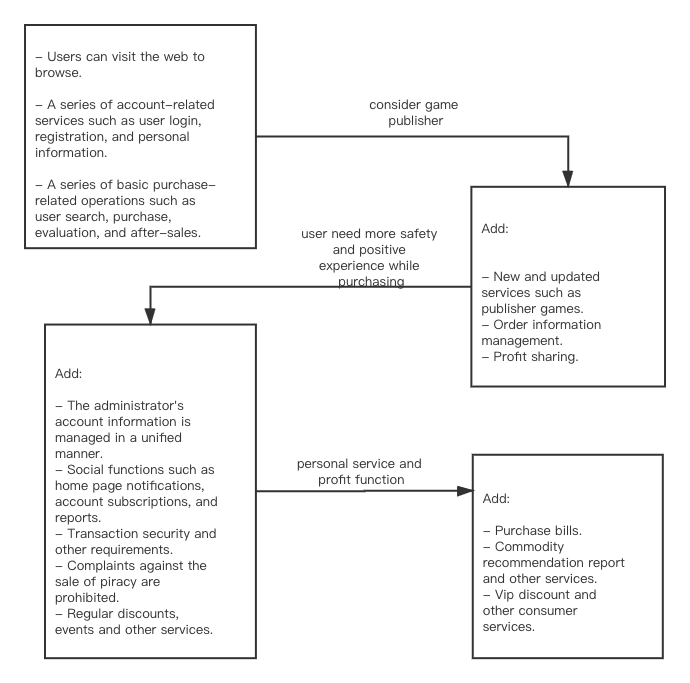 – Users can visit the web to
browse.
– A series of account–related
services such as user login,
registration, and personal
information.
– A series of basic purchase–
related operations such as
user search, purchase,
evaluation, and after–sales.
consider game
publisher
Add:
– New and updated
services such as
publisher games.
– Order information
management.
– Profit sharing.
user need more safety
and positive
experience while
purchasing
Add:
– The administrator's
account information is
managed in a unified
manner.
– Social functions such as
home page notifications,
account subscriptions, and
reports.
– Transaction security and
other requirements.
– Complaints against the
sale of piracy are
prohibited.
– Regular discounts,
events and other services.
personal service and
profit function
Add:
– Purchase bills.
– Commodity
recommendation report
and other services.
– Vip discount and
other consumer
services.